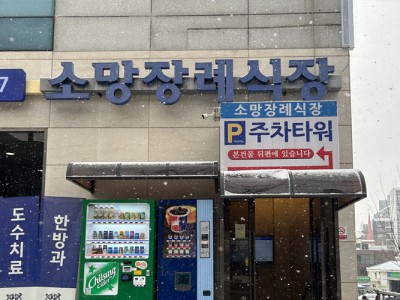 7
소망장례식장
소망장례식장
P 주차타워
본건물 뒤편에 있습니다
도수치료
한방과
Chilsung